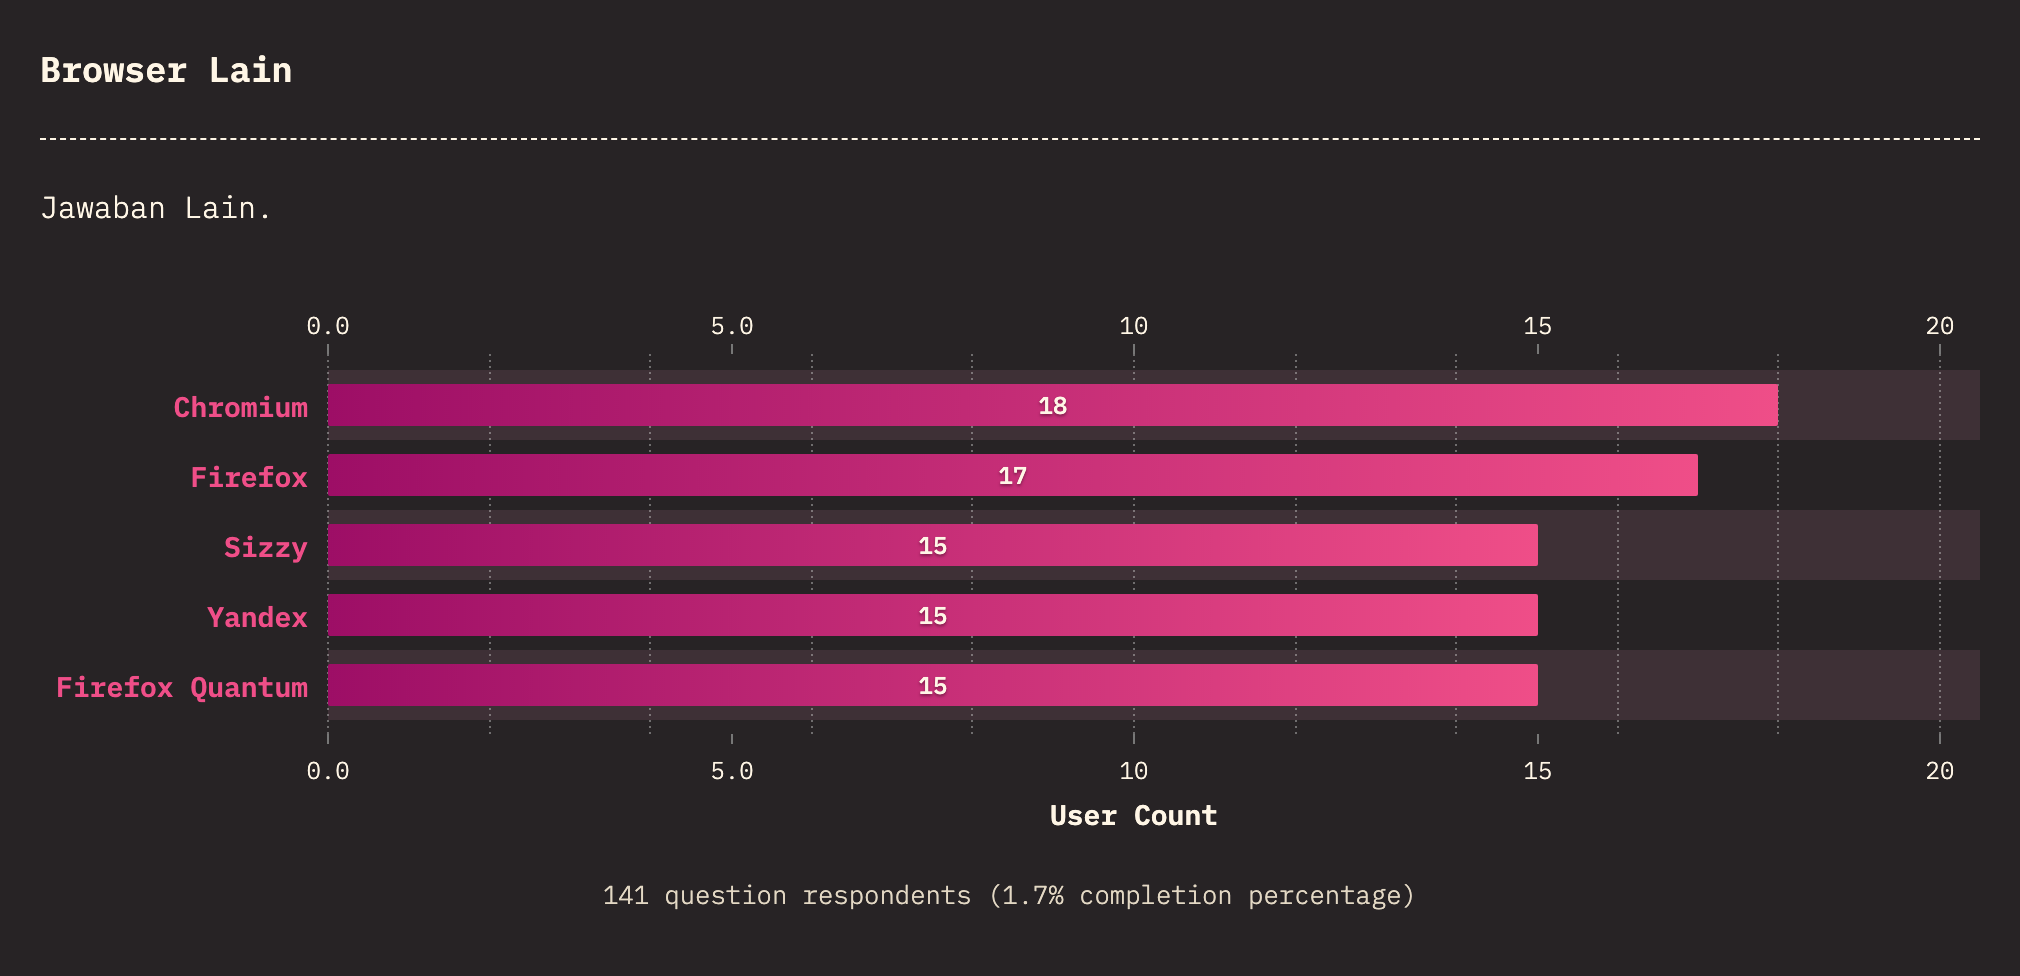 Browser Lain
Jawaban Lain.
0.0 5.0 10 15 20
Chromium 18
Firefox 17
Sizzy 15
Yandex 15
Firefox Quantum 15
0.0 5.0 10 15 20
User Count
141 question respondents (1.7% completion percentage)